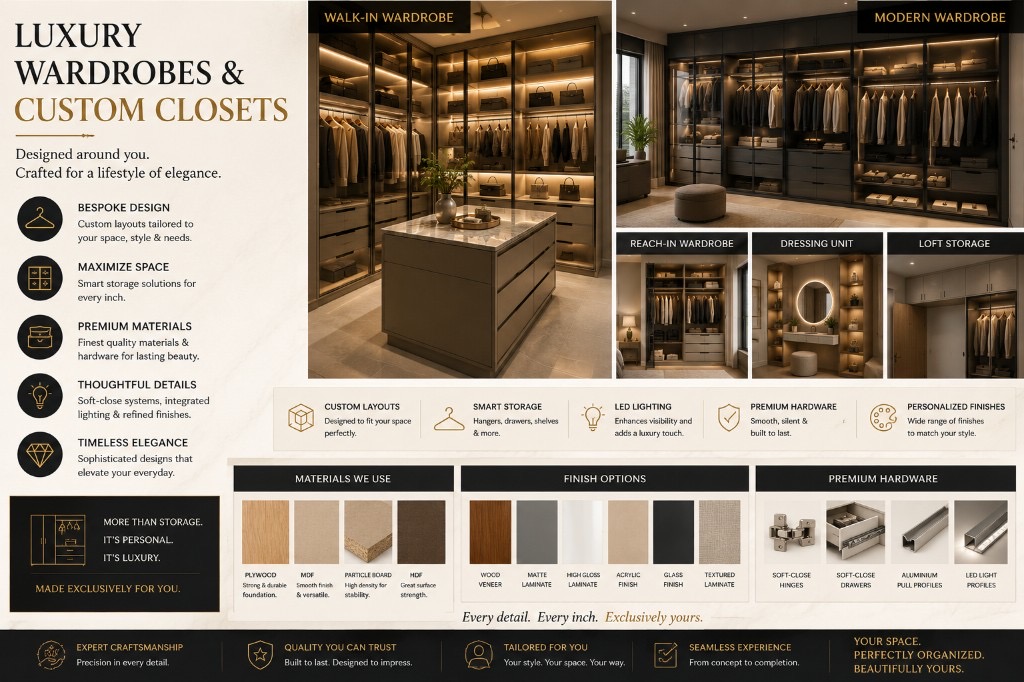 LUXURY
WARDROBES &
CUSTOM CLOSETS
Designed around you.
Crafted for a lifestyle of elegance.
BESPOKE DESIGN
Custom layouts tailored to
your space, style & needs.
MAXIMIZE SPACE
Smart storage solutions for
every inch.
PREMIUM MATERIALS
Finest quality materials &
hardware for lasting beauty.
THOUGHTFUL DETAILS
Soft-close systems, integrated
lighting & refined finishes.
TIMELESS ELEGANCE
Sophisticated designs that
elevate your everyday.
MORE THAN STORAGE.
IT'S PERSONAL.
IT'S LUXURY.
MADE EXCLUSIVELY FOR YOU.
WALK-IN WARDROBE
MODERN WARDROBE
REACH-IN WARDROBE
DRESSING UNIT
LOFT STORAGE
CUSTOM LAYOUTS
Designed to fit your space
perfectly.
SMART STORAGE
Hangers, drawers, shelves
& more.
LED LIGHTING
Enhances visibility and
adds a luxury touch.
PREMIUM HARDWARE
Smooth, silent &
built to last.
PERSONALIZED FINISHES
Wide range of finishes
to match your style.
MATERIALS WE USE
PLYWOOD
Strong & durable
foundation.
MDF
Smooth finish
& versatile.
PARTICLE BOARD
High density for
stability.
HDF
Great surface
strength.
FINISH OPTIONS
WOOD
VENEER
MATTE
LAMINATE
HIGH GLOSS
LAMINATE
ACRYLIC
FINISH
GLASS
FINISH
TEXTURED
LAMINATE
PREMIUM HARDWARE
SOFT-CLOSE
HINGES
SOFT-CLOSE
DRAWERS
ALUMINIUM
PULL PROFILES
LED LIGHT
PROFILES
Every detail. Every inch. Exclusively yours.
EXPERT CRAFTSMANSHIP
Precision in every detail.
QUALITY YOU CAN TRUST
Built to last. Designed to impress.
TAILORED FOR YOU
Your style. Your space. Your way.
SEAMLESS EXPERIENCE
From concept to completion.
YOUR SPACE.
PERFECTLY ORGANIZED.
BEAUTIFULLY YOURS.